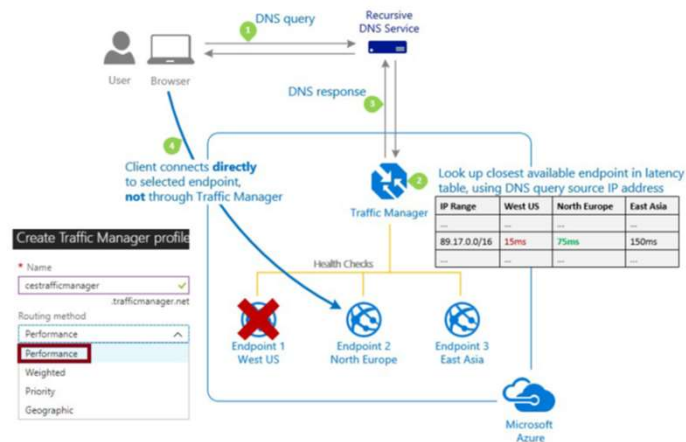 DNS query
Recursive
DNS Service
1
User
Browser
DNS response
3
4
Client connects directly
to selected endpoint,
not through Traffic Manager
2
Look up closest available endpoint in latency
table, using DNS query source IP address
Traffic Manager
IP Range West US North Europe East Asia
... ... ... ...
89.17.0.0/16 15ms 75ms 150ms
... ... ... ...
Health Checks
Endpoint 1
West US
Endpoint 2
North Europe
Endpoint 3
East Asia
Microsoft
Azure
Create Traffic Manager profile
* Name
cestrafficmanager
.trafficmanager.net
Routing method
Performance
Performance
Weighted
Priority
Geographic